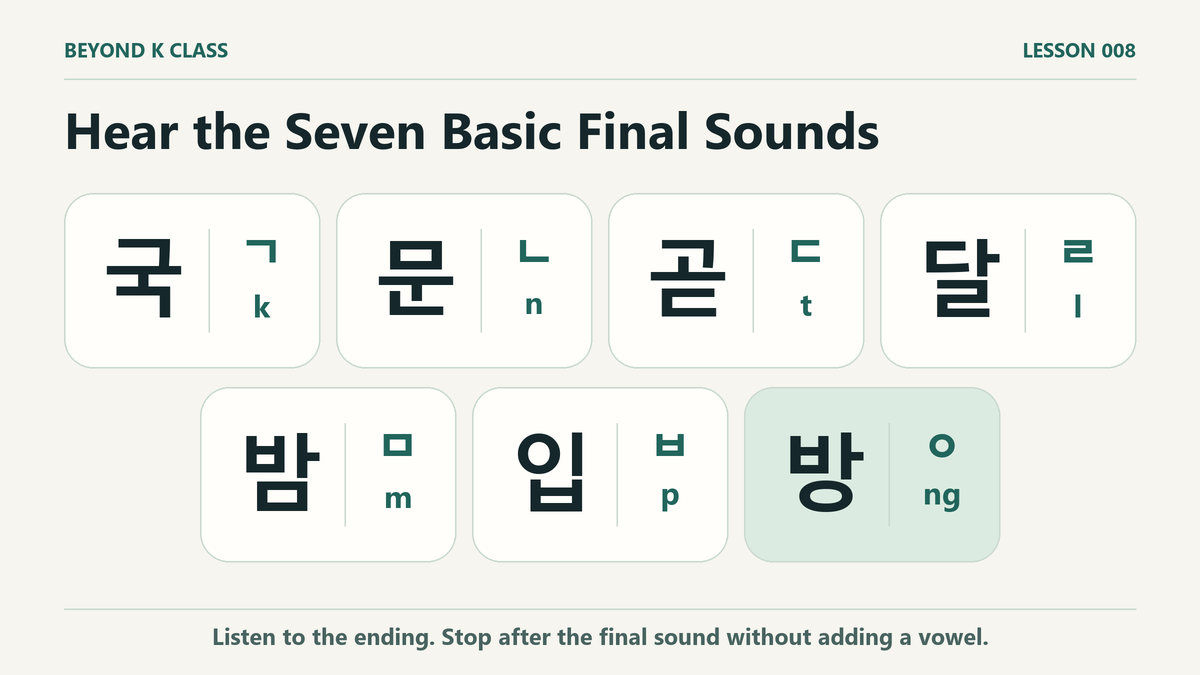 BEYOND K CLASS
LESSON 008
Hear the Seven Basic Final Sounds
국 ㄱ k
문 ㄴ n
곧 ㄷ t
달 ㄹ l
밤 ㅁ m
입 ㅂ p
방 ㅇ ng
Listen to the ending. Stop after the final sound without adding a vowel.